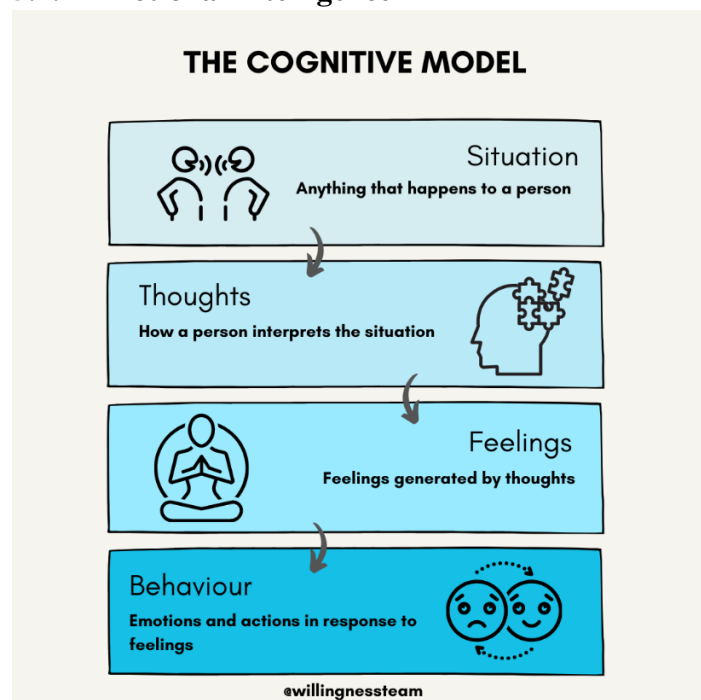 THE COGNITIVE MODEL
Situation
Anything that happens to a person
Thoughts
How a person interprets the situation
Feelings
Feelings generated by thoughts
Behaviour
Emotions and actions in response to
feelings
@willingnessteam